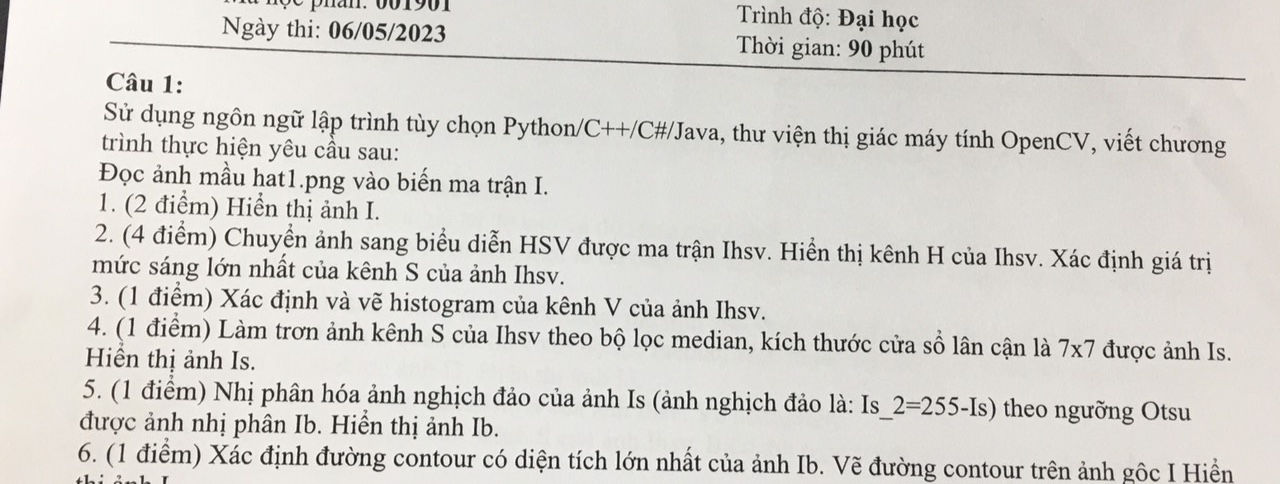 học phần: 001901
Ngày thi: 06/05/2023
Trình độ: Đại học
Thời gian: 90 phút
Câu 1:
Sử dụng ngôn ngữ lập trình tùy chọn Python/C++/C#/Java, thư viện thị giác máy tính OpenCV, viết chương
trình thực hiện yêu cầu sau:
Đọc ảnh mầu hat1.png vào biến ma trận I.
1. (2 điểm) Hiển thị ảnh I.
2. (4 điểm) Chuyển ảnh sang biểu diễn HSV được ma trận Ihsv. Hiển thị kênh H của Ihsv. Xác định giá trị
mức sáng lớn nhất của kênh S của ảnh Ihsv.
3. (1 điểm) Xác định và vẽ histogram của kênh V của ảnh Ihsv.
4. (1 điểm) Làm trơn ảnh kênh S của Ihsv theo bộ lọc median, kích thước cửa sổ lân cận là 7x7 được ảnh Is.
Hiển thị ảnh Is.
5. (1 điểm) Nhị phân hóa ảnh nghịch đảo của ảnh Is (ảnh nghịch đảo là: Is_2=255-Is) theo ngưỡng Otsu
được ảnh nhị phân Ib. Hiển thị ảnh Ib.
6. (1 điểm) Xác định đường contour có diện tích lớn nhất của ảnh Ib. Vẽ đường contour trên ảnh gốc I Hiển
thị ảnh I